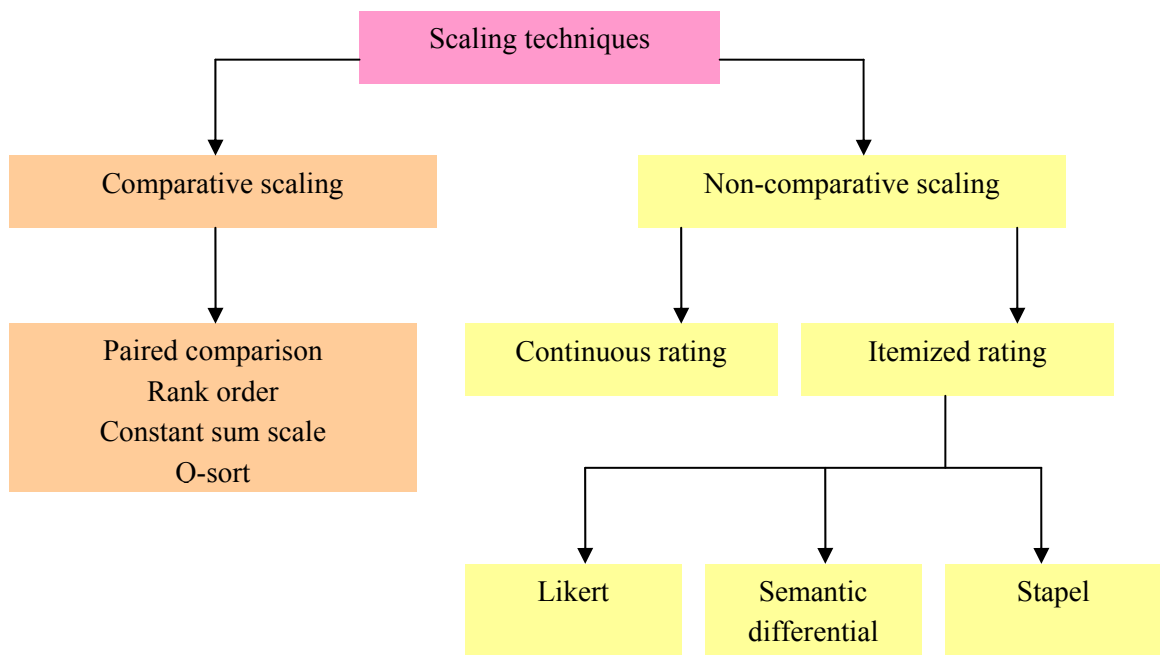 Scaling techniques
Comparative scaling
Non-comparative scaling
Paired comparison
Rank order
Constant sum scale
O-sort
Continuous rating
Itemized rating
Likert
Semantic
differential
Stapel